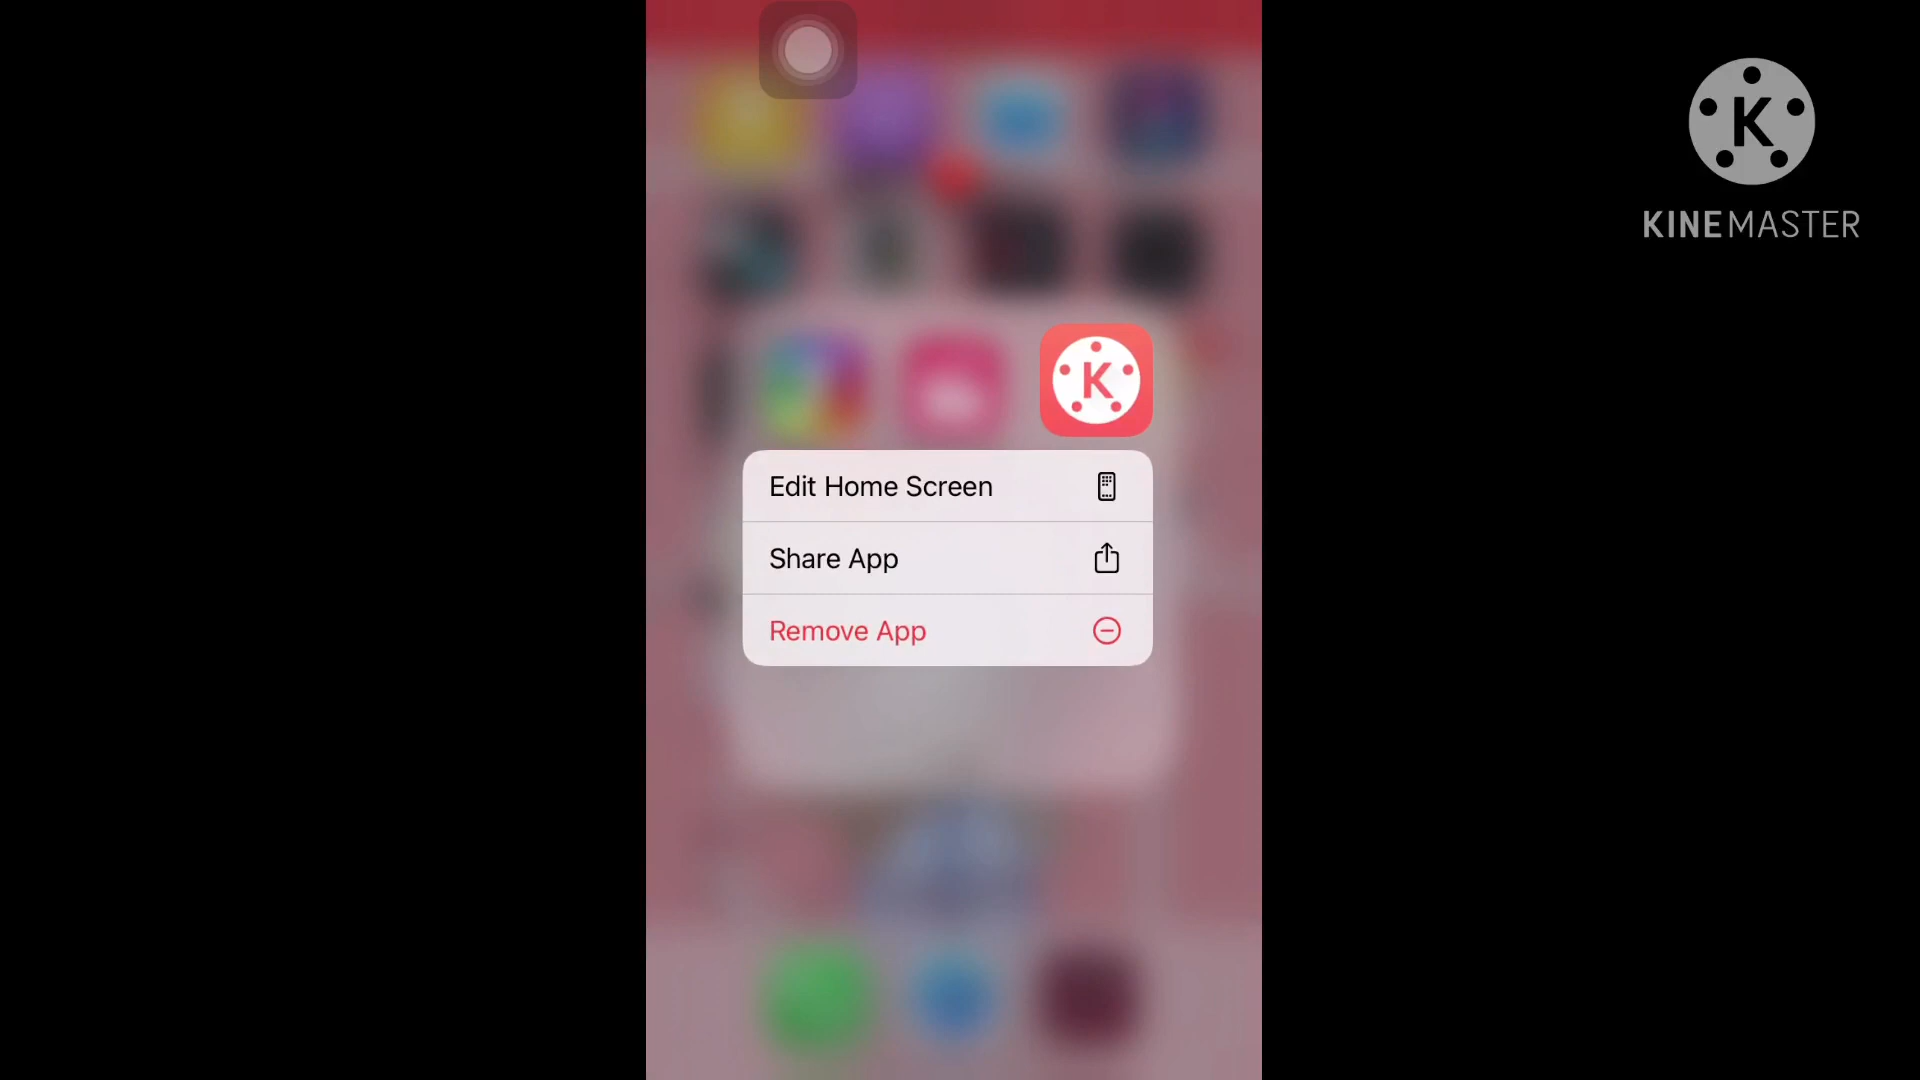 K
KINEMASTER
K
Edit Home Screen
Share App
Remove App